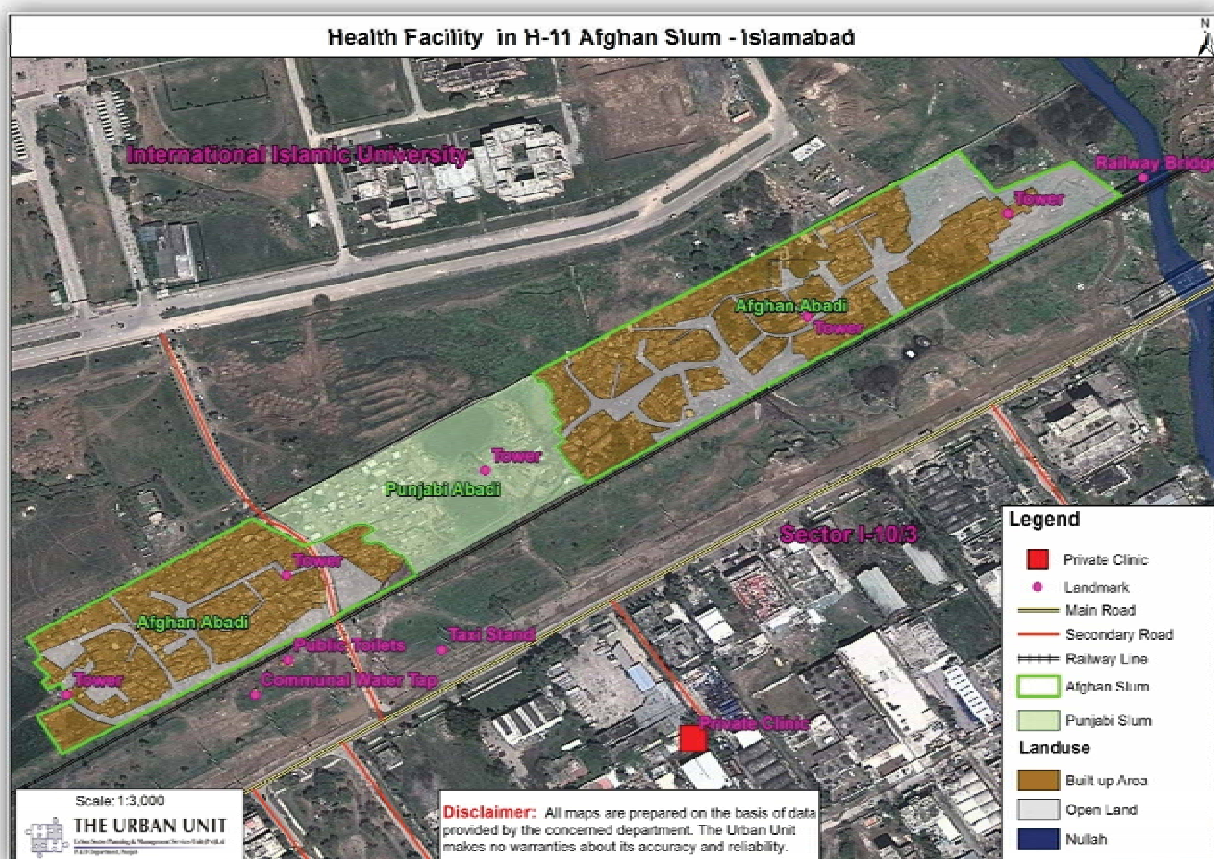 Health Facility in H-11 Afghan Slum - Islamabad
N
International Islamic University
Railway Bridge
Tower
Afghan Abadi
Tower
Tower
Punjabi Abadi
Sector I-10/3
Tower
Afghan Abadi
Public Toilets
Taxi Stand
Tower
Communal Water Tap
Private Clinic
Legend
Private Clinic
Landmark
Main Road
Secondary Road
Railway Line
Afghan Slum
Punjabi Slum
Landuse
Built up Area
Open Land
Nullah
Scale: 1:3,000
THE URBAN UNIT
Disclaimer: All maps are prepared on the basis of data
provided by the concerned department. The Urban Unit
makes no warranties about its accuracy and reliability.